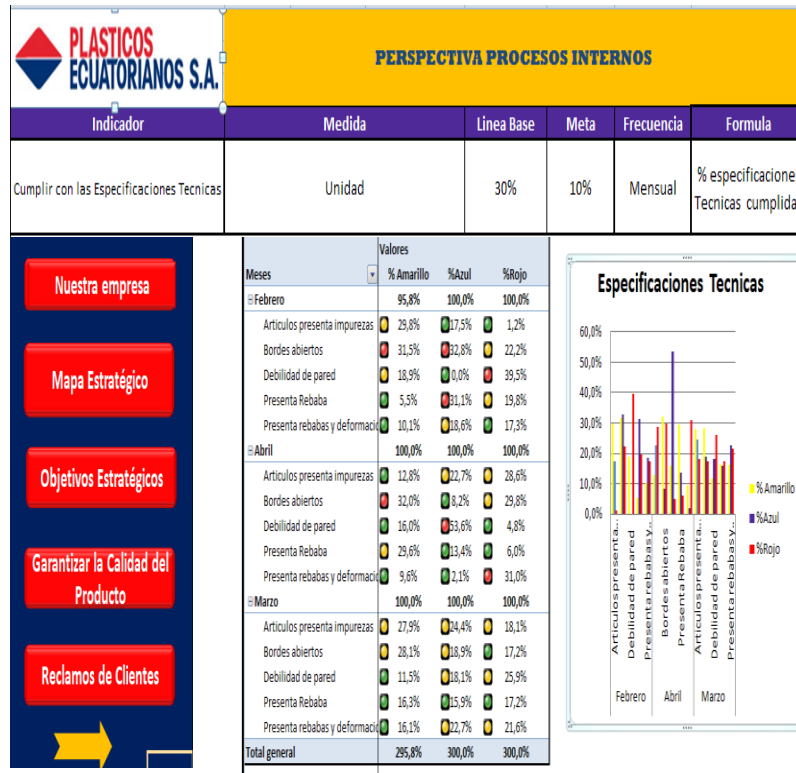 PLASTICOS
ECUATORIANOS S.A.
PERSPECTIVA PROCESOS INTERNOS
Indicador Medida Linea Base Meta Frecuencia Formula
Cumplir con las Especificaciones Tecnicas Unidad 30% 10% Mensual % especificacione
Tecnicas cumplida
Nuestra empresa
Mapa Estratégico
Objetivos Estratégicos
Garantizar la Calidad del
Producto
Reclamos de Clientes
Valores
Meses % Amarillo %Azul %Rojo
Febrero 95,8% 100,0% 100,0%
Articulos presenta impurezas 29,8% 17,5% 1,2%
Bordes abiertos 31,5% 32,8% 22,2%
Debilidad de pared 18,9% 0,0% 39,5%
Presenta Rebaba 5,5% 31,1% 19,8%
Presenta rebabas y deformacio 10,1% 18,6% 17,3%
Abril 100,0% 100,0% 100,0%
Articulos presenta impurezas 12,8% 22,7% 28,6%
Bordes abiertos 32,0% 8,2% 29,8%
Debilidad de pared 16,0% 53,6% 4,8%
Presenta Rebaba 29,6% 13,4% 6,0%
Presenta rebabas y deformacio 9,6% 2,1% 31,0%
Marzo 100,0% 100,0% 100,0%
Articulos presenta impurezas 27,9% 24,4% 18,1%
Bordes abiertos 28,1% 18,9% 17,2%
Debilidad de pared 11,5% 18,1% 25,9%
Presenta Rebaba 16,3% 15,9% 17,2%
Presenta rebabas y deformacio 16,1% 22,7% 21,6%
Total general 295,8% 300,0% 300,0%
Especificaciones Tecnicas
60,0%
50,0%
40,0%
30,0%
20,0%
10,0%
0,0%
% Amarillo
%Azul
%Rojo
Articulos presenta...
Debilidad de pared
Presenta rebabas y..
Bordes abiertos
Presenta Rebaba
Articulos presenta...
Debilidad de pared
Presenta rebabas y..
Febrero Abril Marzo